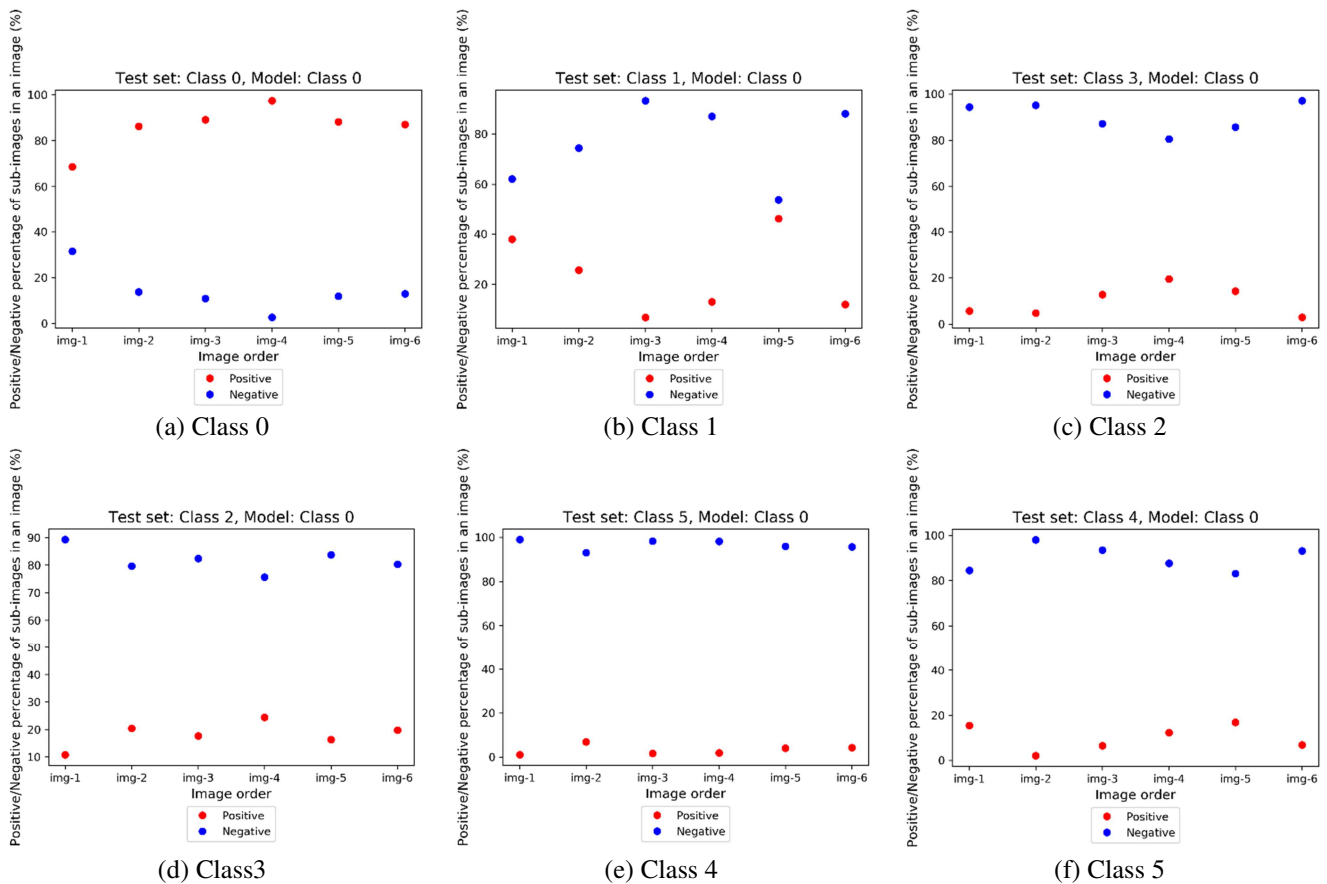 Positive/Negative percentage of sub-images in an image (%)
Test set: Class 0, Model: Class 0
100
80
60
40
20
0
img-1 img-2 img-3 img-4 img-5 img-6
Image order
Positive
Negative
(a) Class 0
Positive/Negative percentage of sub-images in an image (%)
Test set: Class 1, Model: Class 0
80
60
40
20
img-1 img-2 img-3 img-4 img-5 img-6
Image order
Positive
Negative
(b) Class 1
Positive/Negative percentage of sub-images in an image (%)
Test set: Class 3, Model: Class 0
100
80
60
40
20
0
img-1 img-2 img-3 img-4 img-5 img-6
Image order
Positive
Negative
(c) Class 2
Positive/Negative percentage of sub-images in an image (%)
Test set: Class 2, Model: Class 0
90
80
70
60
50
40
30
20
10
img-1 img-2 img-3 img-4 img-5 img-6
Image order
Positive
Negative
(d) Class3
Positive/Negative percentage of sub-images in an image (%)
Test set: Class 5, Model: Class 0
100
80
60
40
20
0
img-1 img-2 img-3 img-4 img-5 img-6
Image order
Positive
Negative
(e) Class 4
Positive/Negative percentage of sub-images in an image (%)
Test set: Class 4, Model: Class 0
100
80
60
40
20
0
img-1 img-2 img-3 img-4 img-5 img-6
Image order
Positive
Negative
(f) Class 5